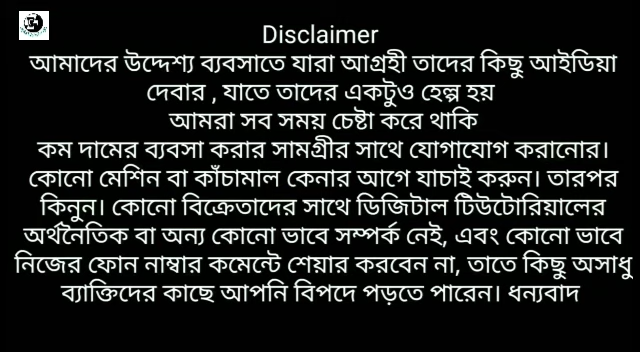 Disclaimer
আমাদের উদ্দেশ্য ব্যবসাতে যারা আগ্রহী তাদের কিছু আইডিয়া
দেবার , যাতে তাদের একটুও হেল্প হয়
আমরা সব সময় চেষ্টা করে থাকি
কম দামের ব্যবসা করার সামগ্রীর সাথে যোগাযোগ করানোর।
কোনো মেশিন বা কাঁচামাল কেনার আগে যাচাই করুন। তারপর
কিনুন। কোনো বিক্রেতাদের সাথে ডিজিটাল টিউটোরিয়ালের
অর্থনৈতিক বা অন্য কোনো ভাবে সম্পর্ক নেই, এবং কোনো ভাবে
নিজের ফোন নাম্বার কমেন্টে শেয়ার করবেন না, তাতে কিছু অসাধু
ব্যাক্তিদের কাছে আপনি বিপদে পড়তে পারেন। ধন্যবাদ